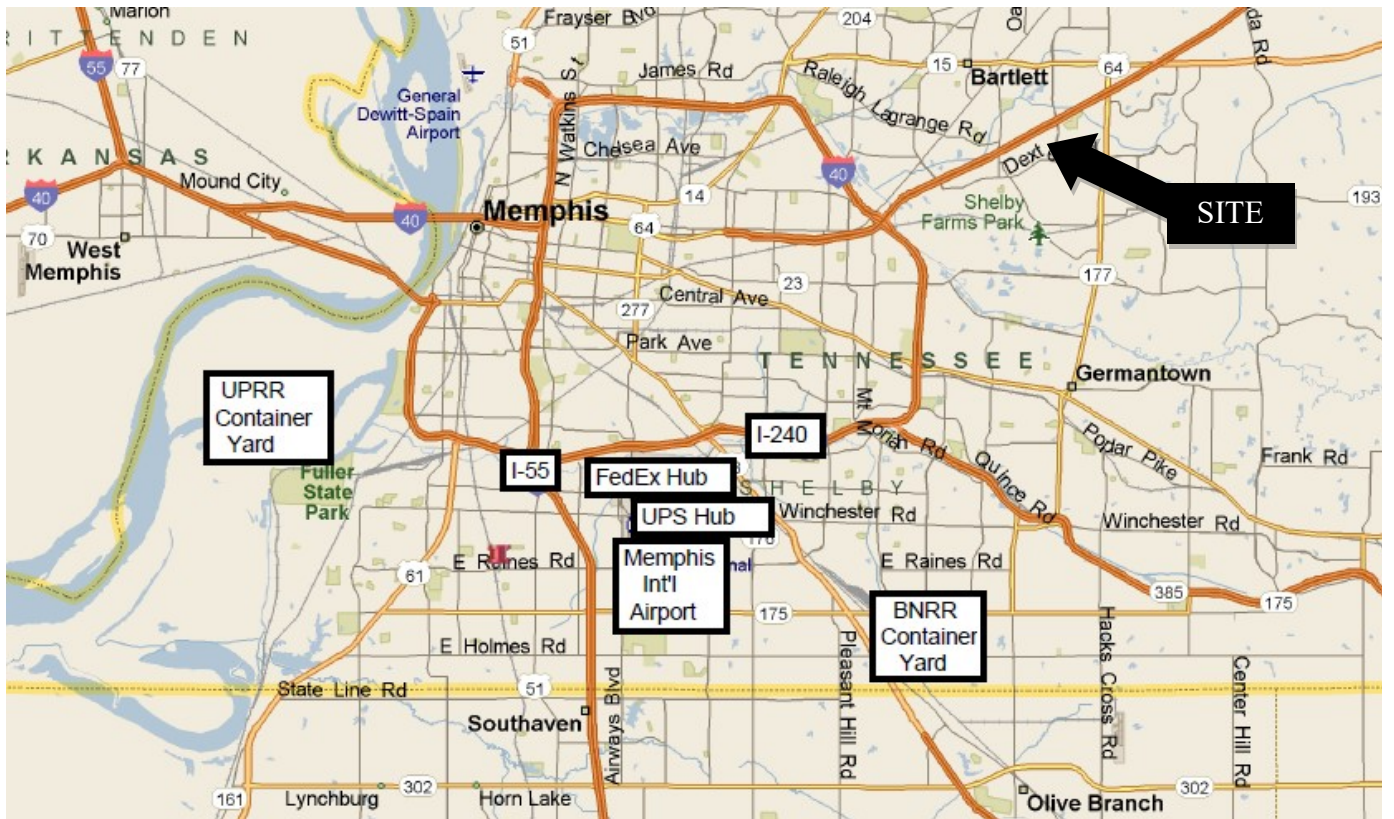 Marion
Frayser Blvd
204
RITTENDEN
51
55
77
James Rd
15
Bartlett
64
General
Dewitt-Spain
Airport
N Watkins St
Raleigh Lagrange Rd
RKANSAS
Chelsea Ave
40
Dext
Mound City
14
SITE
193
40
40
Memphis
64
Shelby
Farms Park
70
West
Memphis
177
23
Central Ave
277
Park Ave
TENNESSEE
Germantown
UPRR
Container
Yard
Mt Moriah Rd
I-240
Poplar Pike
Frank Rd
I-55
FedEx Hub
Quince Rd
Fuller
State
Park
SHELBY
UPS Hub
Winchester Rd
Winchester Rd
E Raines Rd
Memphis
Int'l
Airport
nal
E Raines Rd
61
385
175
175
BNRR
Container
Yard
E Holmes Rd
Pleasant Hill Rd
Hacks Cross Rd
Center Hill Rd
State Line Rd
51
Airways Blvd
Southaven
161
302
302
Lynchburg
Horn Lake
Olive Branch